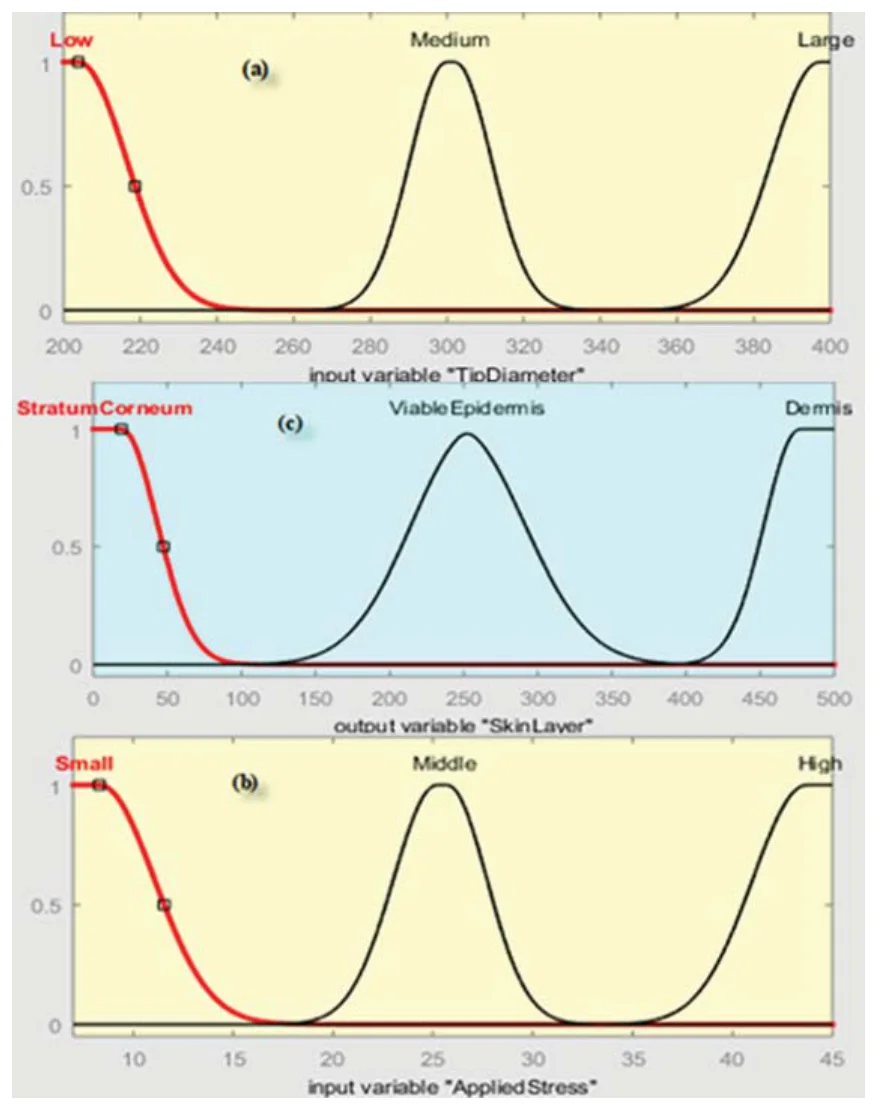 Low Medium Large
(a)
1
0.5
0
200 220 240 260 280 300 320 340 360 380 400
input variable "TipDiameter"
StratumCorneum ViableEpidermis Dermis
(c)
1
0.5
0
0 50 100 150 200 250 300 350 400 450 500
output variable "SkinLayer"
Small Middle High
(b)
1
0.5
0
10 15 20 25 30 35 40 45
input variable "AppliedStress"